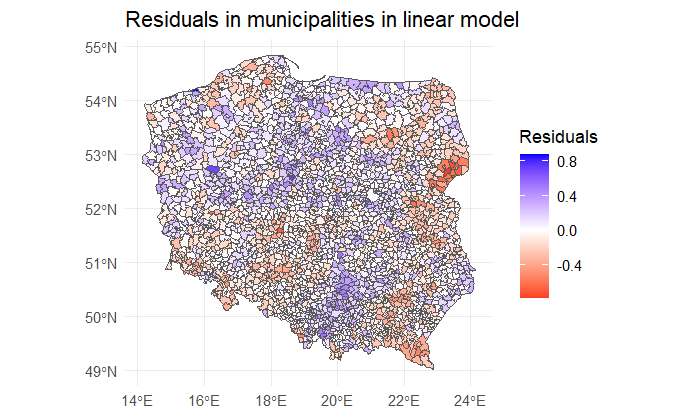 Residuals in municipalities in linear model
55°N
54°N
53°N
52°N
51°N
50°N
49°N
14°E 16°E 18°E 20°E 22°E 24°E
Residuals
0.8
0.4
0.0
-0.4